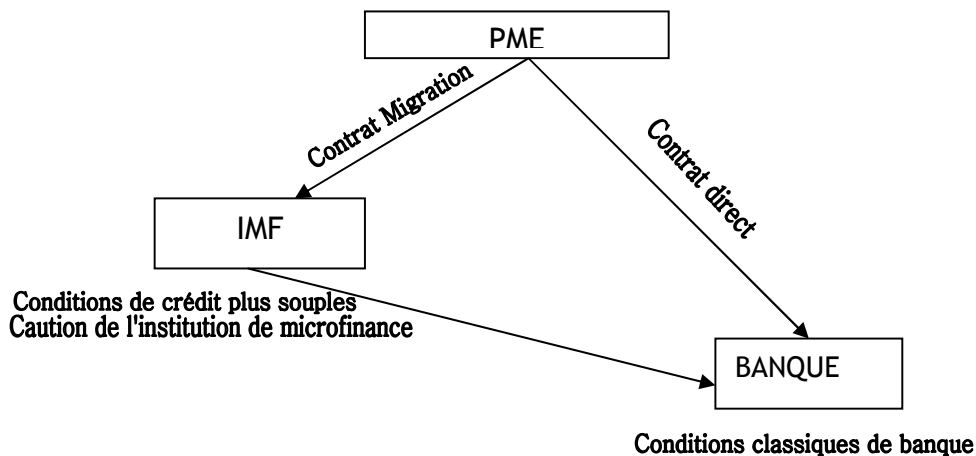 PME
Contrat Migration
Contrat direct
IMF
Conditions de crédit plus souples
Caution de l'institution de microfinance
BANQUE
Conditions classiques de banque